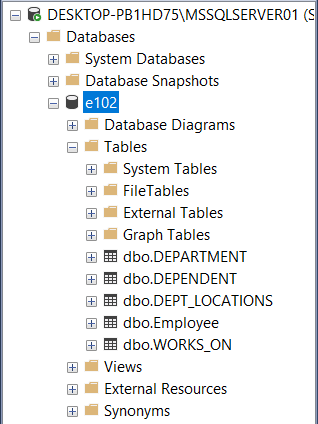 DESKTOP-PB1HD75\MSSQLSERVER01 (S
Databases
System Databases
Database Snapshots
e102
Database Diagrams
Tables
System Tables
FileTables
External Tables
Graph Tables
dbo.DEPARTMENT
dbo.DEPENDENT
dbo.DEPT_LOCATIONS
dbo.Employee
dbo.WORKS_ON
Views
External Resources
Synonyms